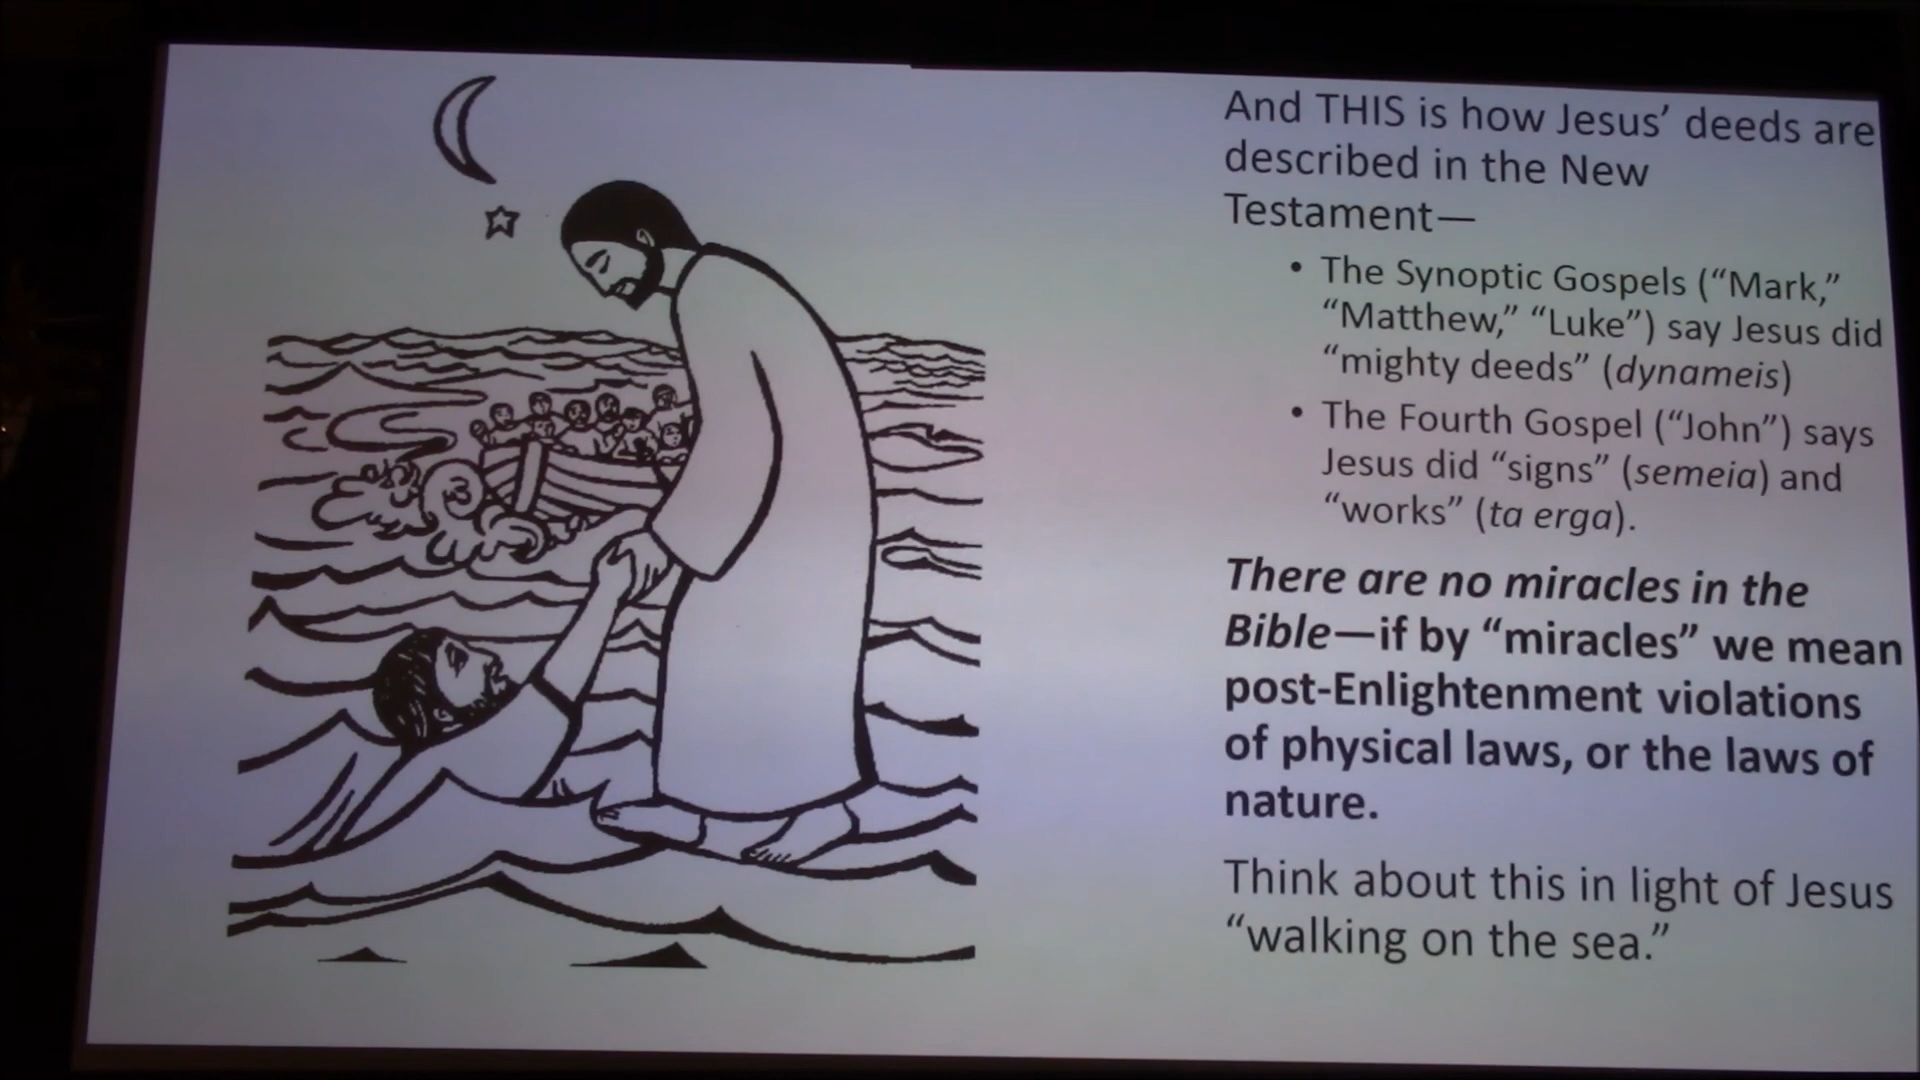 And THIS is how Jesus’ deeds are
described in the New
Testament—
• The Synoptic Gospels (“Mark,”
“Matthew,” “Luke”) say Jesus did
“mighty deeds” (dynameis)
• The Fourth Gospel (“John”) says
Jesus did “signs” (semeia) and
“works” (ta erga).
There are no miracles in the
Bible—if by “miracles” we mean
post-Enlightenment violations
of physical laws, or the laws of
nature.
Think about this in light of Jesus
“walking on the sea.”